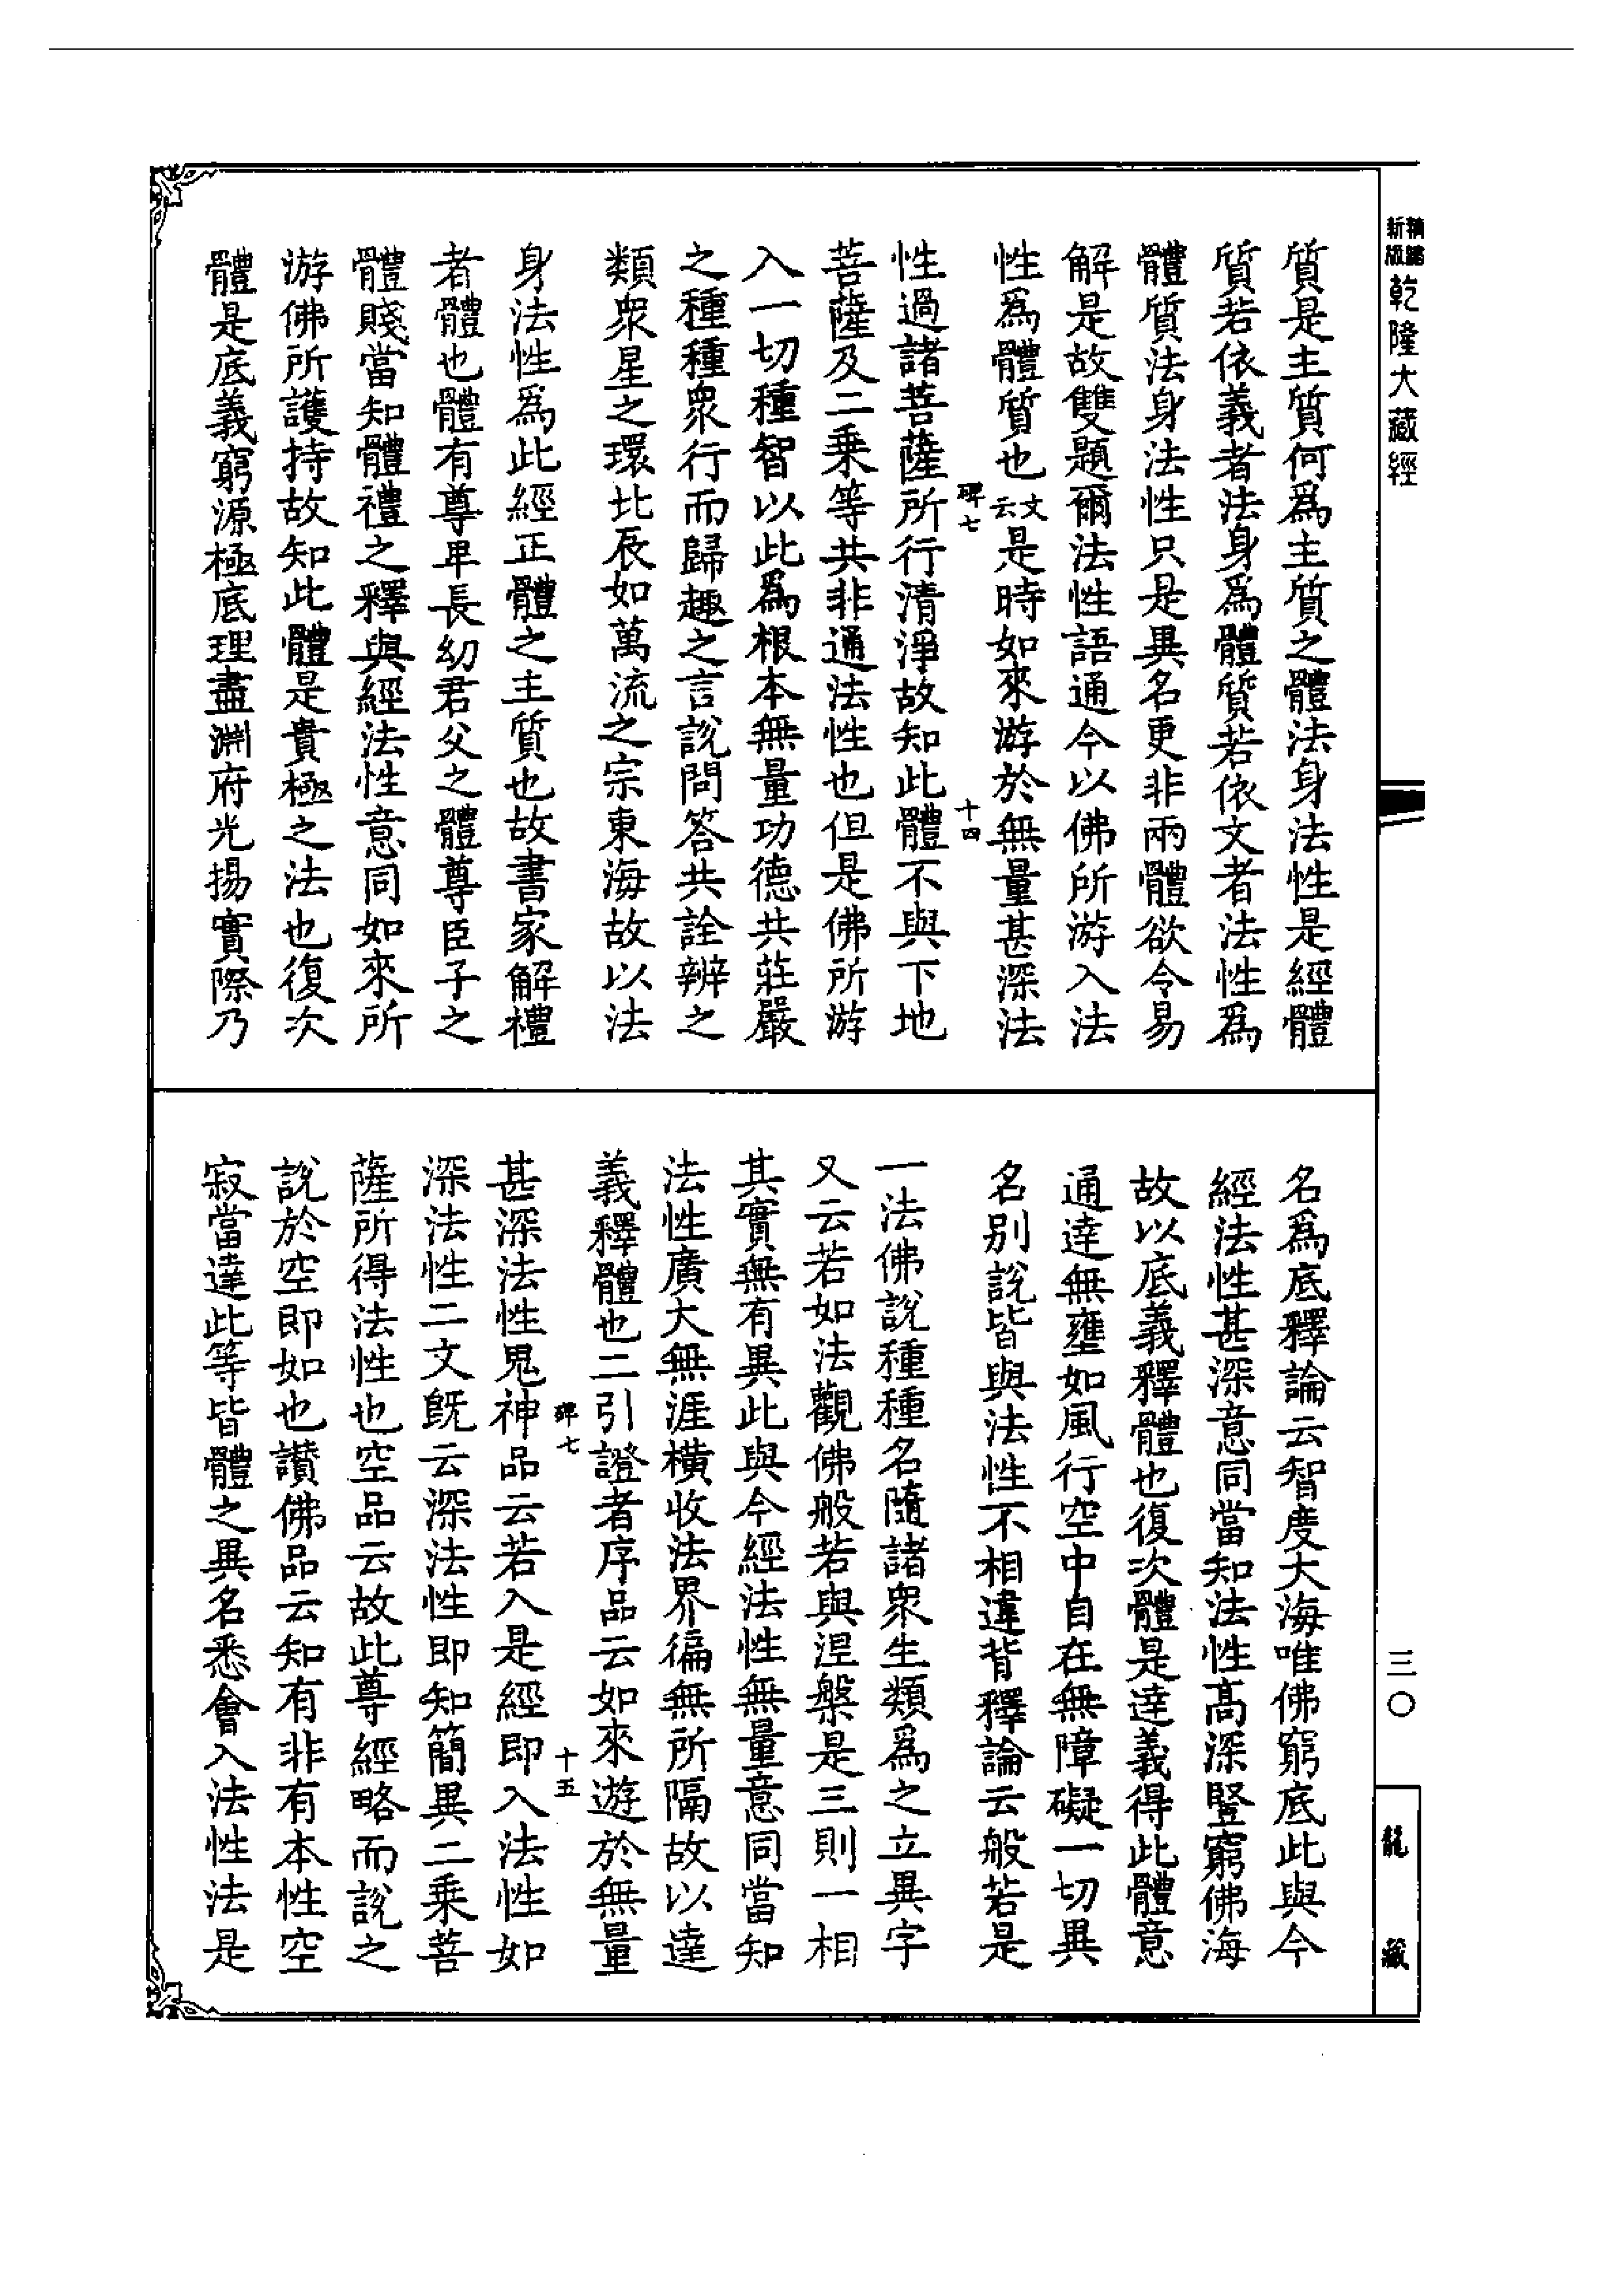 新版精縮
乾隆大藏經
質是主質何爲主質之體法身法性是經體
質若依義者法身爲體質若依文者法性爲
體質法身法性只是異名更非兩體欲令易
解是故雙題爾法性語通今以佛所游入法
性爲體質也文云是時如來游於無量甚深法
碑七
十四
性過諸菩薩所行清淨故知此體不與下地
菩薩及二乘等共非通法性也但是佛所游
入一切種智以此爲根本無量功德共莊嚴
之種種眾行而歸趣之言說問答共詮辨之
類眾星之環北辰如萬流之宗東海故以法
身法性爲此經正體之主質也故書家解禮
者體也體有尊卑長幼君父之體尊臣子之
體賤當知體禮之釋與經法性意同如來所
游佛所護持故知此體是貴極之法也復次
體是底義窮源極底理盡淵府光揚實際乃
三〇
龍藏
名爲底釋論云智度大海唯佛窮底此與今
經法性甚深意同當知法性高深豎窮佛海
故以底義釋體也復次體是達義得此體意
通達無壅如風行空中自在無障礙一切異
名別說皆與法性不相違背釋論云般若是
一法佛說種種名隨諸眾生類爲之立異字
又云若如法觀佛般若與涅槃是三則一相
其實無有異此與今經法性無量意同當知
法性廣大無涯橫收法界徧無所隔故以達
義釋體也二引證者序品云如來遊於無量
碑七
十五
甚深法性鬼神品云若入是經即入法性如
深法性二文既云深法性即知簡異二乘菩
薩所得法性也空品云故此尊經略而說之
說於空即如也讚佛品云知有非有本性空
寂當達此等皆體之異名悉會入法性法是